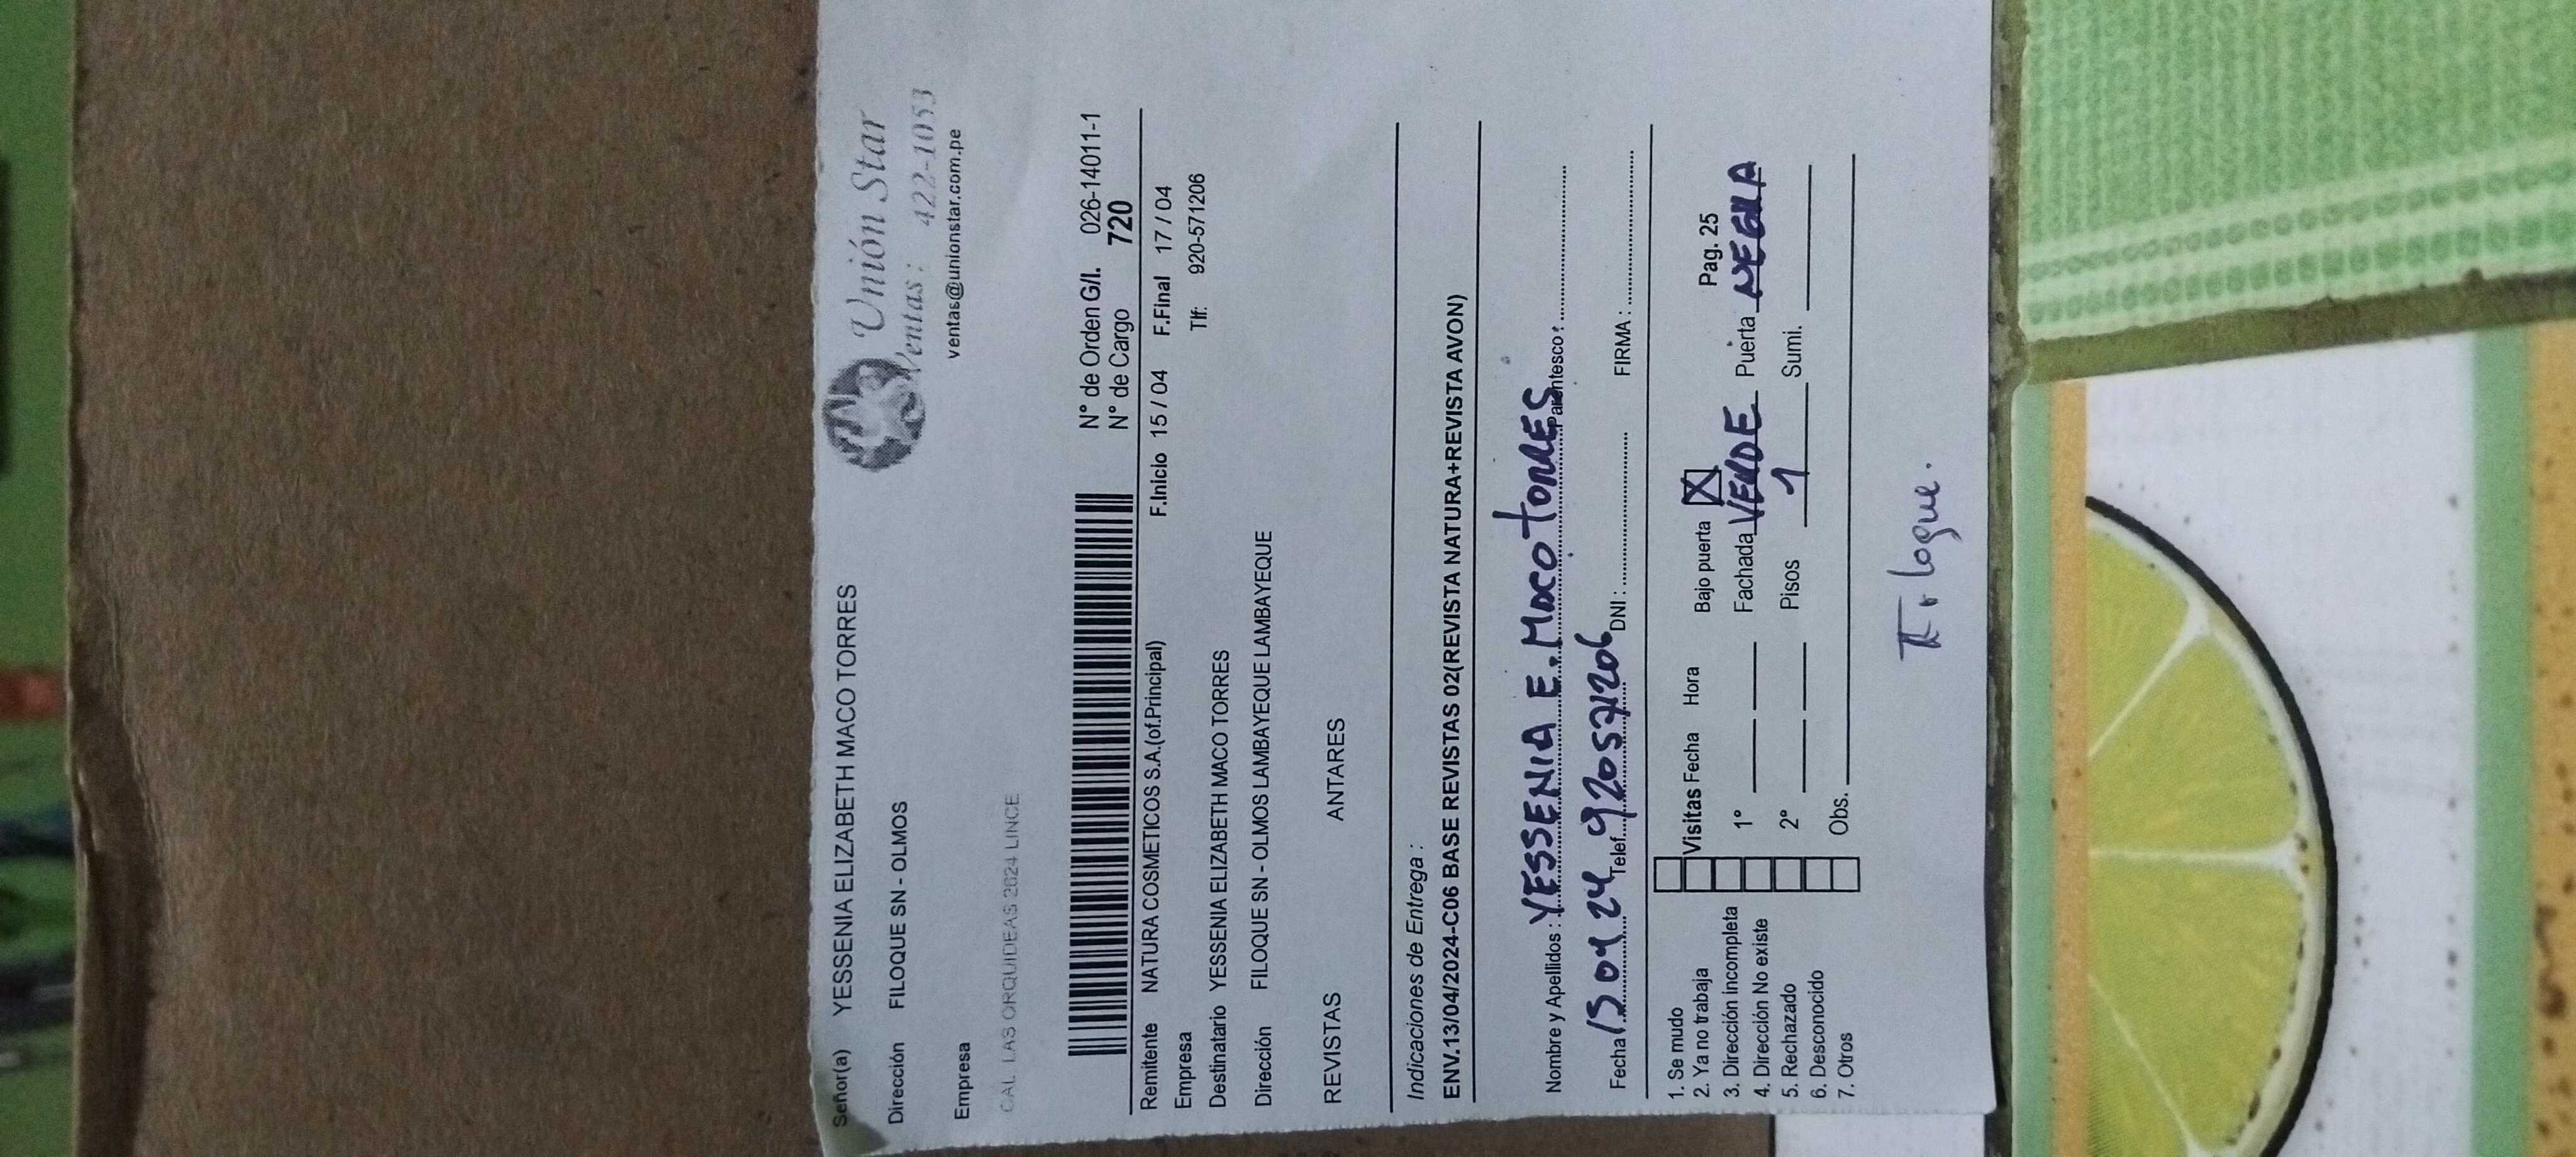 Señor(a) YESSENIA ELIZABETH MACO TORRES
Unión Star
Dirección FILOQUE SN - OLMOS
Ventas: 422-1053
Empresa
ventas@unionstar.com.pe
CAL. LAS ORQUIDEAS 2624 LINCE
N° de Orden G/I. 026-14011-1
N° de Cargo 720
Remitente NATURA COSMETICOS S.A.(of.Principal) F.Inicio 15 / 04 F.Final 17 / 04
Empresa
Destinatario YESSENIA ELIZABETH MACO TORRES Tlf: 920-571206
Dirección FILOQUE SN - OLMOS LAMBAYEQUE LAMBAYEQUE
REVISTAS ANTARES
Indicaciones de Entrega :
ENV.13/04/2024-C06 BASE REVISTAS 02(REVISTA NATURA+REVISTA AVON)
Nombre y Apellidos : YESSENIA E. MACO TORRES Parentesco :
Fecha 15 04 24 Telef. 920571206 DNI : FIRMA :
1. Se mudo
2. Ya no trabaja Visitas Fecha Hora Bajo puerta X Pag. 25
3. Dirección incompleta 1° Fachada VERDE Puerta NEGRA
4. Dirección No existe
5. Rechazado 2° Pisos 1 Sumi.
6. Desconocido
7. Otros Obs.